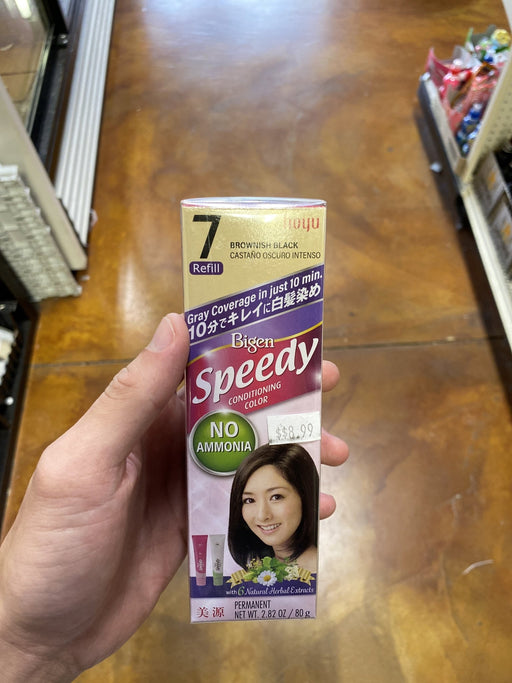 7
hoyu
Refill
BROWNISH BLACK
CASTAÑO OSCURO INTENSO
Gray Coverage in just 10 min.
10分でキレイに白髪染め
Bigen
Speedy
CONDITIONING
COLOR
NO
AMMONIA
$$8.99
with 6 Natural Herbal Extracts
美源
PERMANENT
NET WT. 2.82 OZ / 80 g